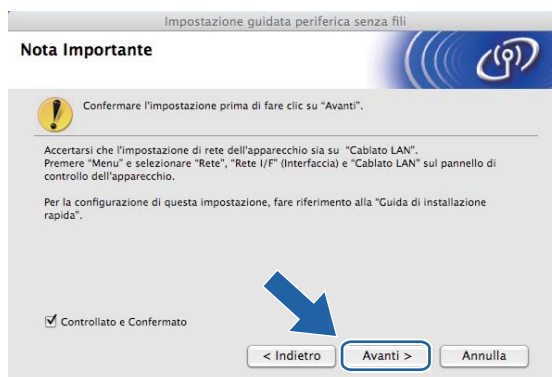 Impostazione guidata periferica senza fili
Nota Importante
Confermare l'impostazione prima di fare clic su "Avanti".
Accertarsi che l'impostazione di rete dell'apparecchio sia su "Cablato LAN".
Premere "Menu" e selezionare "Rete", "Rete I/F" (Interfaccia) e "Cablato LAN" sul pannello di
controllo dell'apparecchio.
Per la configurazione di questa impostazione, fare riferimento alla "Guida di installazione
rapida".
Controllato e Confermato
< Indietro
Avanti >
Annulla